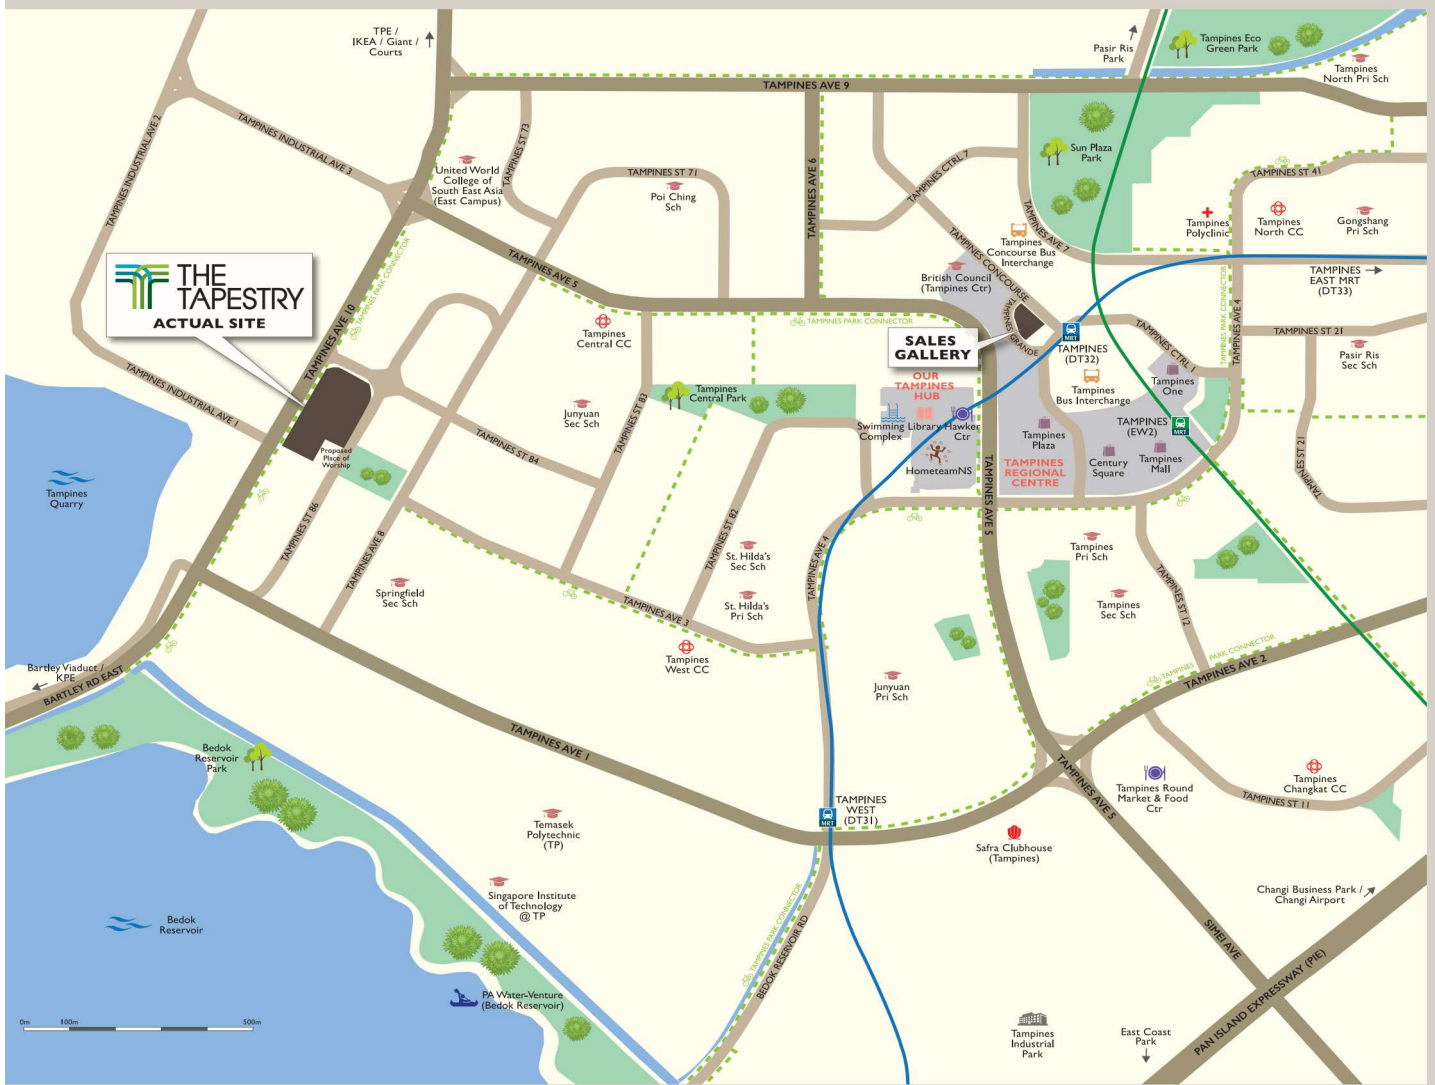 TPE /
IKEA / Giant /
Courts
Pasir Ris
Park
Tampines Eco
Green Park
Tampines
North Pri Sch
TAMPINES AVE 9
TAMPINES INDUSTRIAL AVE 2
TAMPINES INDUSTRIAL AVE 3
TAMPINES ST 73
United World
College of
South East Asia
(East Campus)
TAMPINES ST 71
Poi Ching
Sch
TAMPINES AVE 6
TAMPINES CTRL 7
Sun Plaza
Park
TAMPINES ST 41
Tampines
Polyclinic
Tampines
North CC
Gongshang
Pri Sch
TAMPINES AVE 7
Tampines
Concourse Bus
Interchange
TAMPINES CONCOURSE
British Council
(Tampines Ctr)
TAMPINES
EAST MRT
(DT33)
THE
TAPESTRY
ACTUAL SITE
TAMPINES PARK CONNECTOR
TAMPINES AVE 10
TAMPINES AVE 5
TAMPINES PARK CONNECTOR
TAMPINES PARK CONNECTOR
TAMPINES AVE 4
TAMPINES GRANDE
SALES
GALLERY
MRT
TAMPINES
(DT32)
TAMPINES CTRL 1
TAMPINES ST 21
Pasir Ris
Sec Sch
Tampines
Central CC
TAMPINES INDUSTRIAL AVE 1
OUR
TAMPINES
HUB
Tampines
Central Park
Tampines
Bus Interchange
Tampines
One
TAMPINES
(EW2)
MRT
Junyuan
Sec Sch
TAMPINES ST 83
Swimming
Complex
Library
Hawker
Ctr
HometeamNS
Tampines
Plaza
TAMPINES
REGIONAL
CENTRE
Century
Square
Tampines
Mall
TAMPINES ST 21
Proposed
Place of
Worship
TAMPINES ST 84
Tampines
Quarry
TAMPINES ST 86
TAMPINES AVE 8
TAMPINES ST 82
TAMPINES AVE 4
TAMPINES AVE 5
St. Hilda's
Sec Sch
St. Hilda's
Pri Sch
Tampines
Pri Sch
Tampines
Sec Sch
TAMPINES ST 12
Springfield
Sec Sch
TAMPINES AVE 3
Tampines
West CC
Bartley Viaduct /
KPE
BARTLEY RD EAST
Junyuan
Pri Sch
TAMPINES PARK CONNECTOR
TAMPINES AVE 2
TAMPINES AVE 1
Bedok
Reservoir
Park
TAMPINES AVE 5
Tampines Round
Market & Food
Ctr
Tampines
Changkat CC
TAMPINES ST 11
TAMPINES
WEST
(DT31)
MRT
Temasek
Polytechnic
(TP)
Safra Clubhouse
(Tampines)
Singapore Institute
of Technology
@ TP
Changi Business Park /
Changi Airport
Bedok
Reservoir
TAMPINES PARK CONNECTOR
BEDOK RESERVOIR RD
SIMEI AVE
PAN ISLAND EXPRESSWAY (PIE)
PA Water-Venture
(Bedok Reservoir)
0m
100m
500m
Tampines
Industrial
Park
East Coast
Park